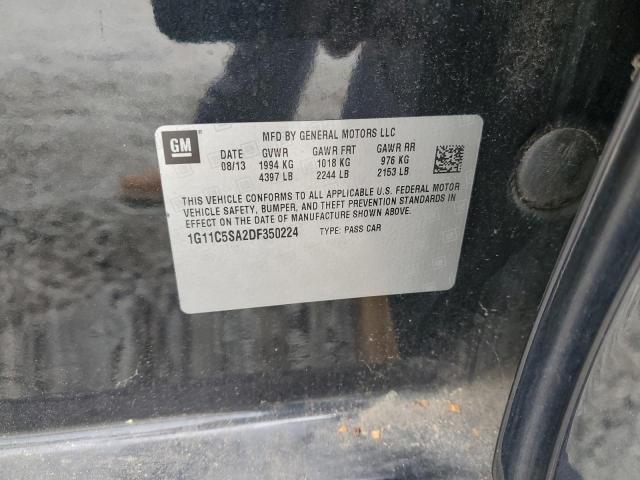 GM
MFD BY GENERAL MOTORS LLC
DATE GVWR GAWR FRT GAWR RR
08/13 1994 KG 1018 KG 976 KG
4397 LB 2244 LB 2153 LB
THIS VEHICLE CONFORMS TO ALL APPLICABLE U.S. FEDERAL MOTOR
VEHICLE SAFETY, BUMPER, AND THEFT PREVENTION STANDARDS IN
EFFECT ON THE DATE OF MANUFACTURE SHOWN ABOVE.
1G11C5SA2DF350224 TYPE: PASS CAR